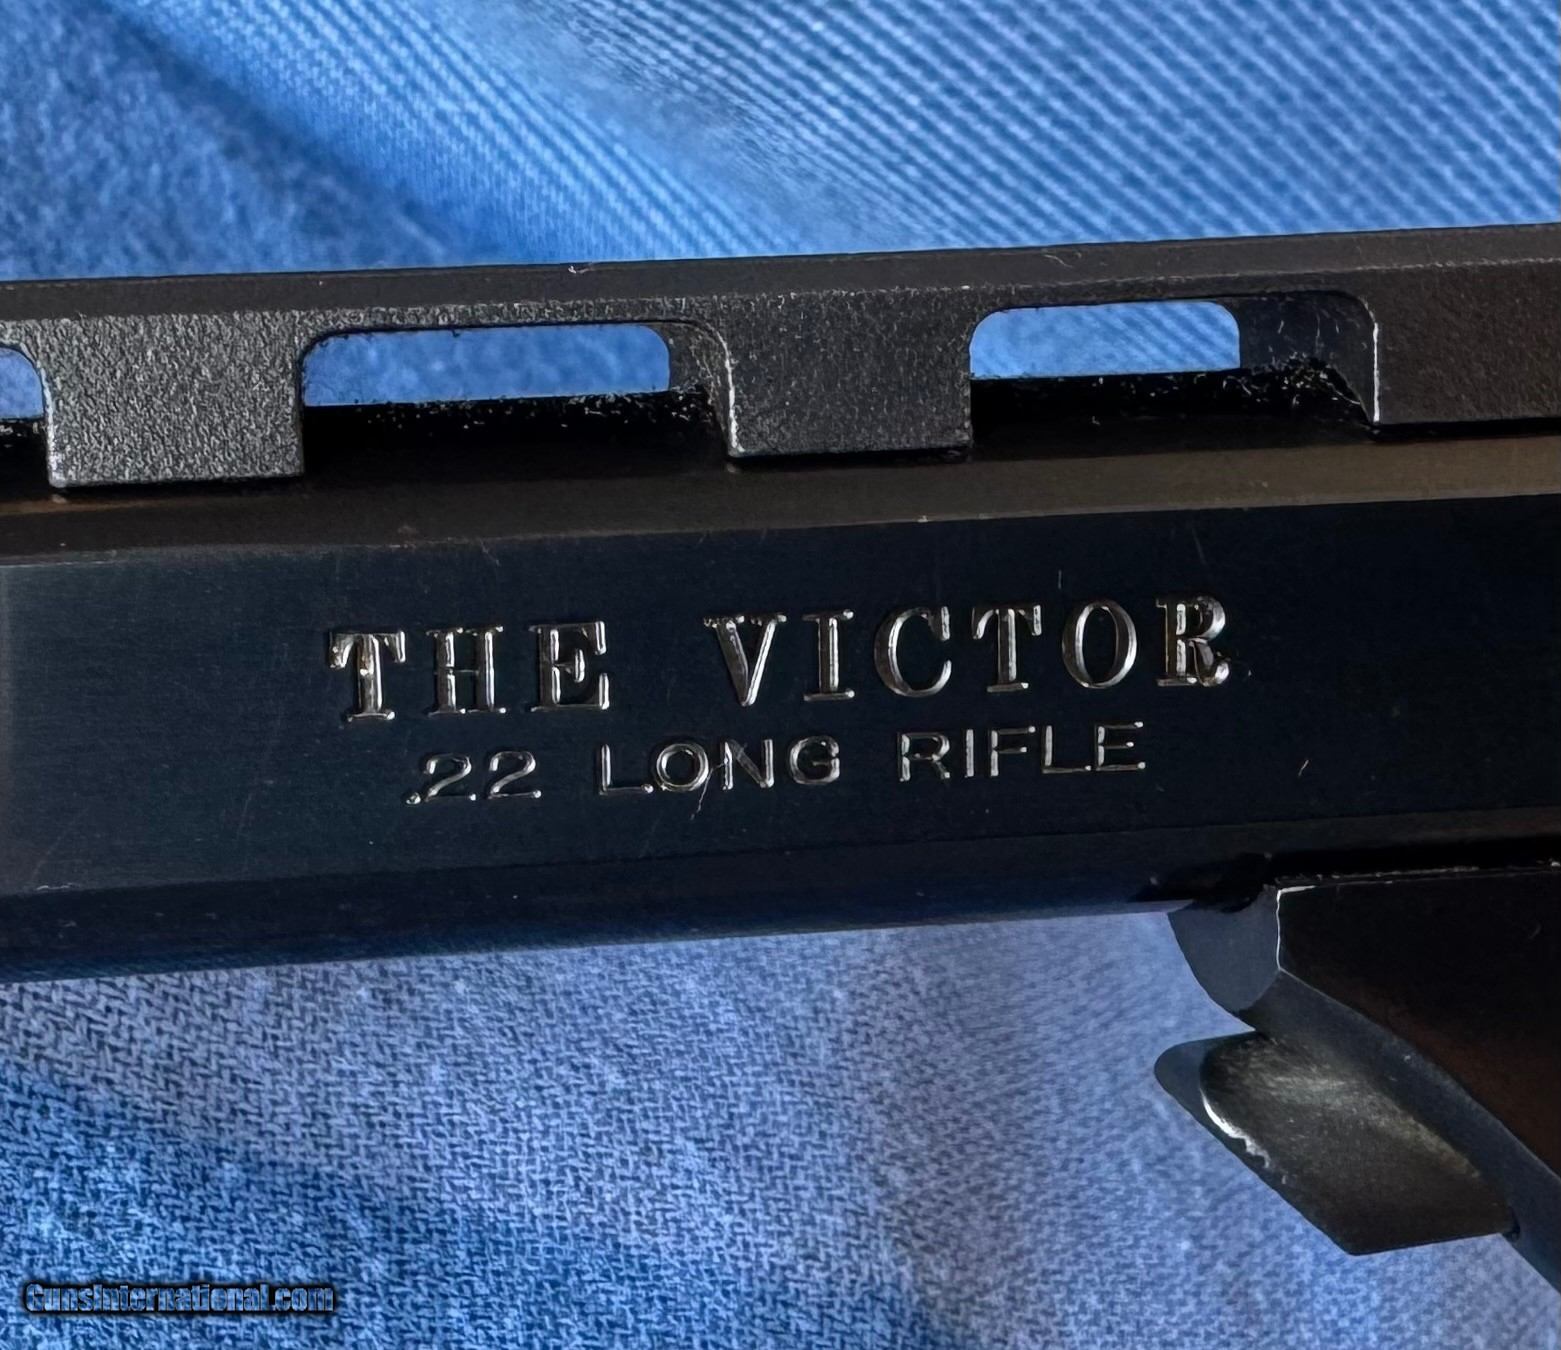 THE VICTOR
.22 LONG RIFLE
GunsInternational.com